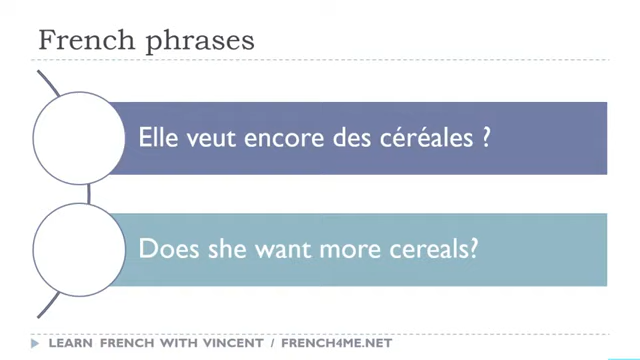 French phrases
Elle veut encore des céréales ?
Does she want more cereals?
LEARN FRENCH WITH VINCENT / FRENCH4ME.NET